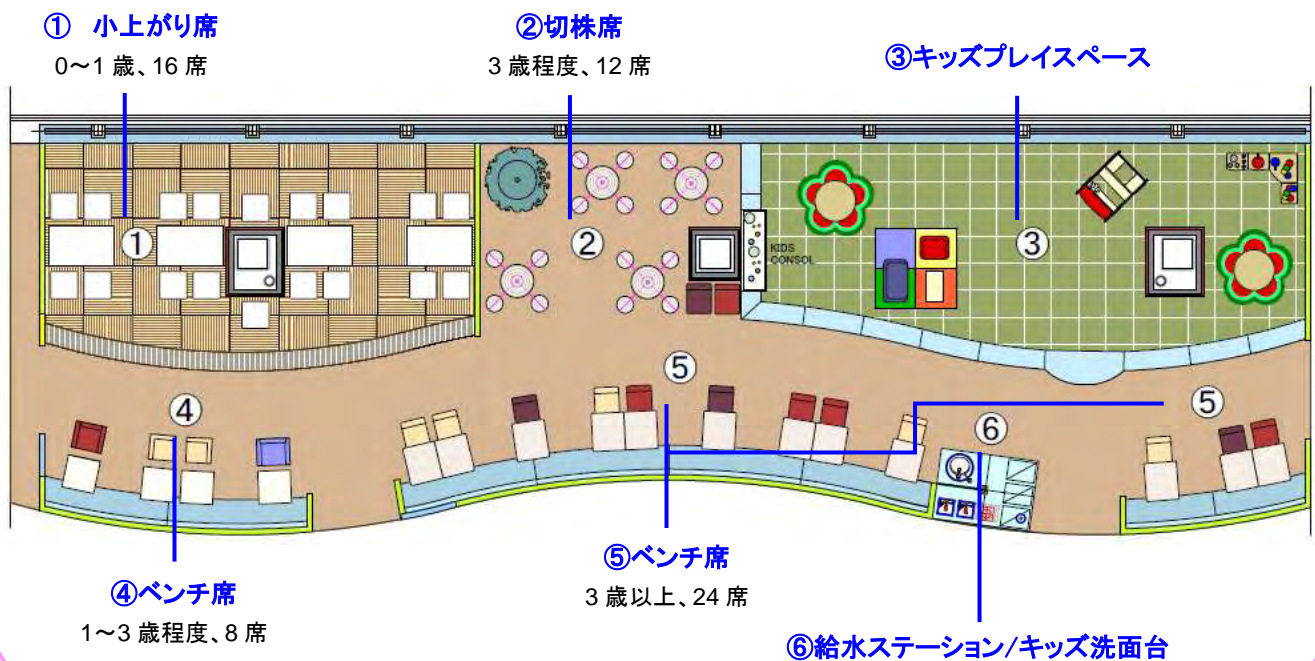 ① 小上がり席
0～1 歳、16 席
②切株席
3 歳程度、12 席
③キッズプレイスペース
①
②
③
KIDS
CONSOL
④
⑤
⑤
⑥
④ベンチ席
1～3 歳程度、8 席
⑤ベンチ席
3 歳以上、24 席
⑥給水ステーション/キッズ洗面台